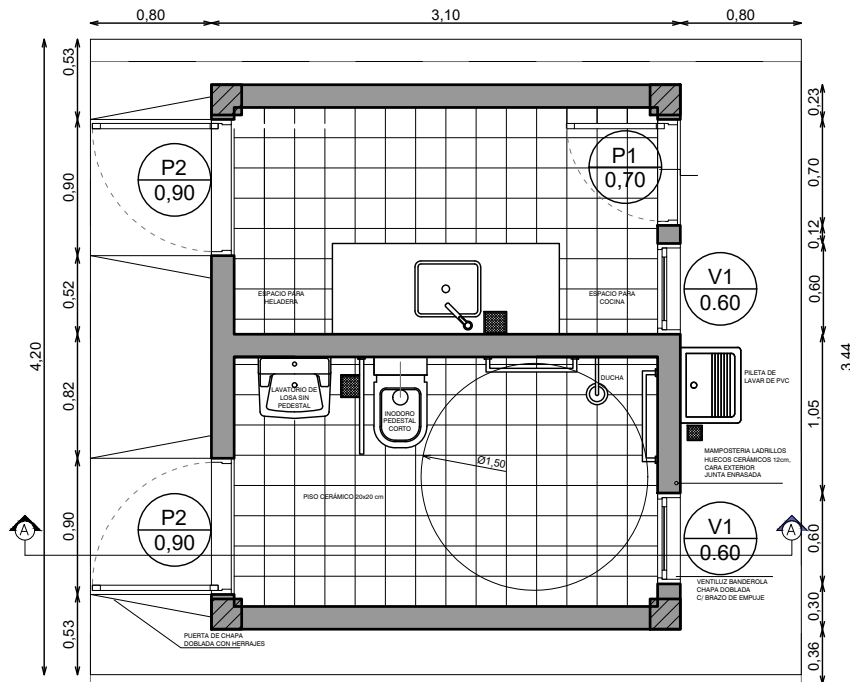 0,80
3,10
0,80
0,53
0,90
0,52
0,82
0,90
0,53
4,20
0,23
0,70
0,12
0,60
1,05
0,60
0,30
0,36
3,44
P2
0,90
P1
0,70
V1
0.60
ESPACIO PARA
HELADERA
ESPACIO PARA
COCINA
LAVATORIO DE
LOSA SIN
PEDESTAL
INODORO
PEDESTAL
CORTO
DUCHA
PILETA DE
LAVAR DE PVC
Ø1,50
MAMPOSTERIA LADRILLOS
HUECOS CERÁMICOS 12cm,
CARA EXTERIOR
JUNTA ENRASADA
PISO CERÁMICO 20x20 cm
P2
0,90
V1
0.60
A
A
VENTILUZ BANDEROLA
CHAPA DOBLADA
C/ BRAZO DE EMPUJE
PUERTA DE CHAPA
DOBLADA CON HERRAJES